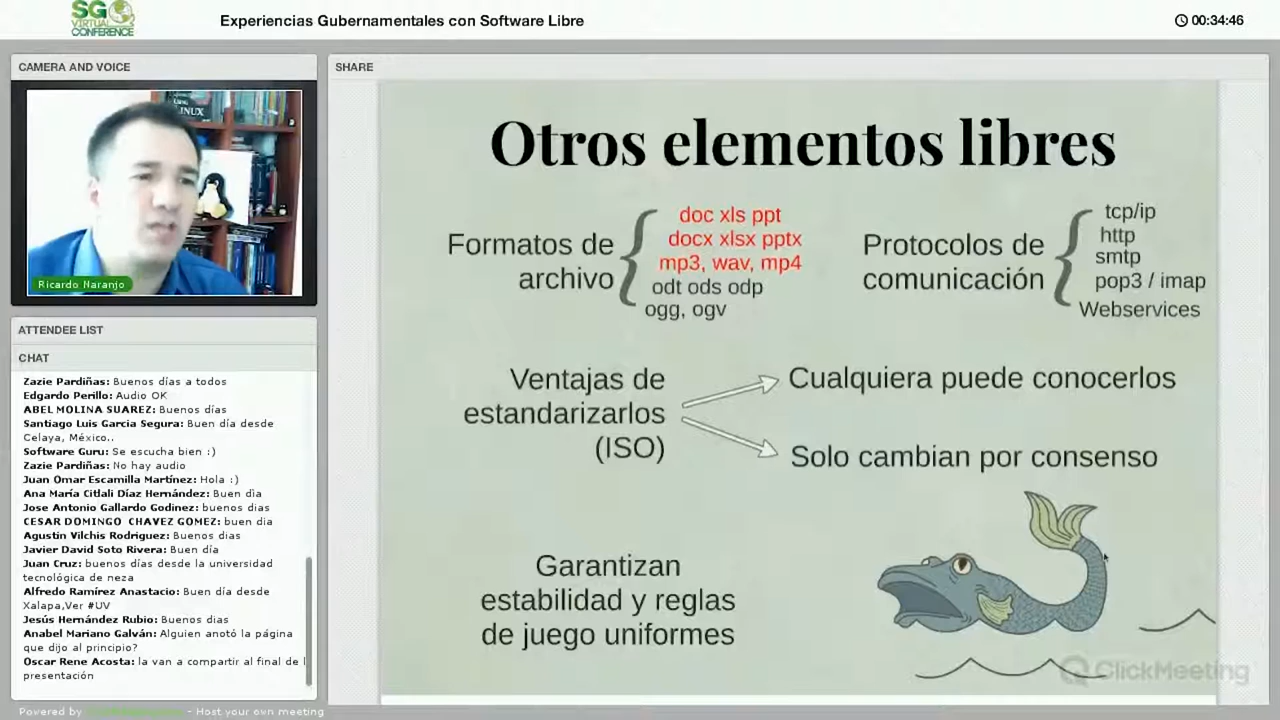 SG
VIRTUAL
CONFERENCE
Experiencias Gubernamentales con Software Libre
00:34:46
CAMERA AND VOICE
LINUX
Ricardo Naranjo
ATTENDEE LIST
CHAT
Zazie Pardiñas: Buenos días a todos
Edgardo Perillo: Audio OK
ABEL MOLINA SUAREZ: Buenos días
Santiago Luis Garcia Segura: Buen día desde
Celaya, México..
Software Guru: Se escucha bien :)
Zazie Pardiñas: No hay audio
Juan Omar Escamilla Martínez: Hola :)
Ana María Citlali Díaz Hernández: Buen dìa
Jose Antonio Gallardo Godinez: buenos dias
CESAR DOMINGO CHAVEZ GOMEZ: buen dia
Agustin Vilchis Rodriguez: Buenos dias
Javier David Soto Rivera: Buen día
Juan Cruz: buenos días desde la universidad
tecnológica de neza
Alfredo Ramírez Anastacio: Buen día desde
Xalapa,Ver #UV
Jesús Hernández Rubio: Buenos dias
Anabel Mariano Galván: Alguien anotó la página
que dijo al principio?
Oscar Rene Acosta: la van a compartir al final de l
presentación
Powered by
- Host your own meeting
SHARE
Otros elementos libres
Formatos de
archivo
doc xls ppt
docx xlsx pptx
mp3, wav, mp4
odt ods odp
ogg, ogv
Protocolos de
comunicación
tcp/ip
http
smtp
pop3 / imap
Webservices
Ventajas de
estandarizarlos
(ISO)
Cualquiera puede conocerlos
Solo cambian por consenso
Garantizan
estabilidad y reglas
de juego uniformes
ClickMeeting